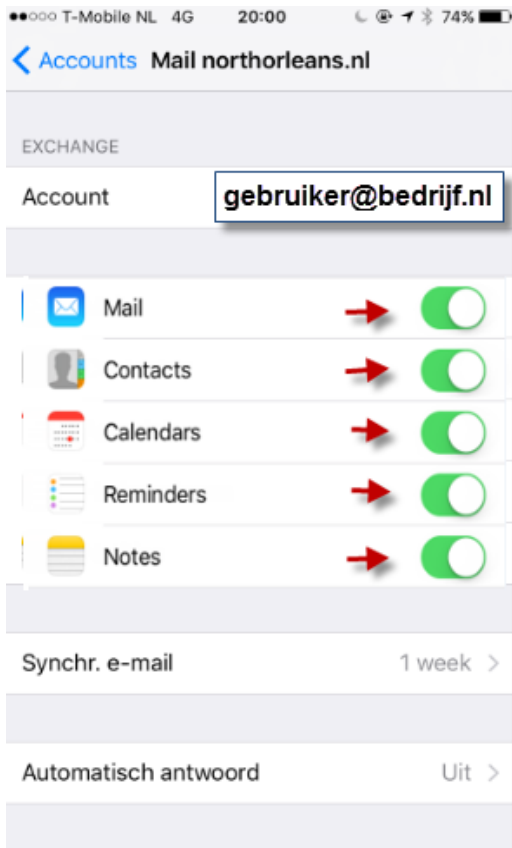 T-Mobile NL 4G 20:00 74%
Accounts Mail northorleans.nl
EXCHANGE
Account gebruiker@bedrijf.nl
Mail
Contacts
Calendars
Reminders
Notes
Synchr. e-mail 1 week
Automatisch antwoord Uit